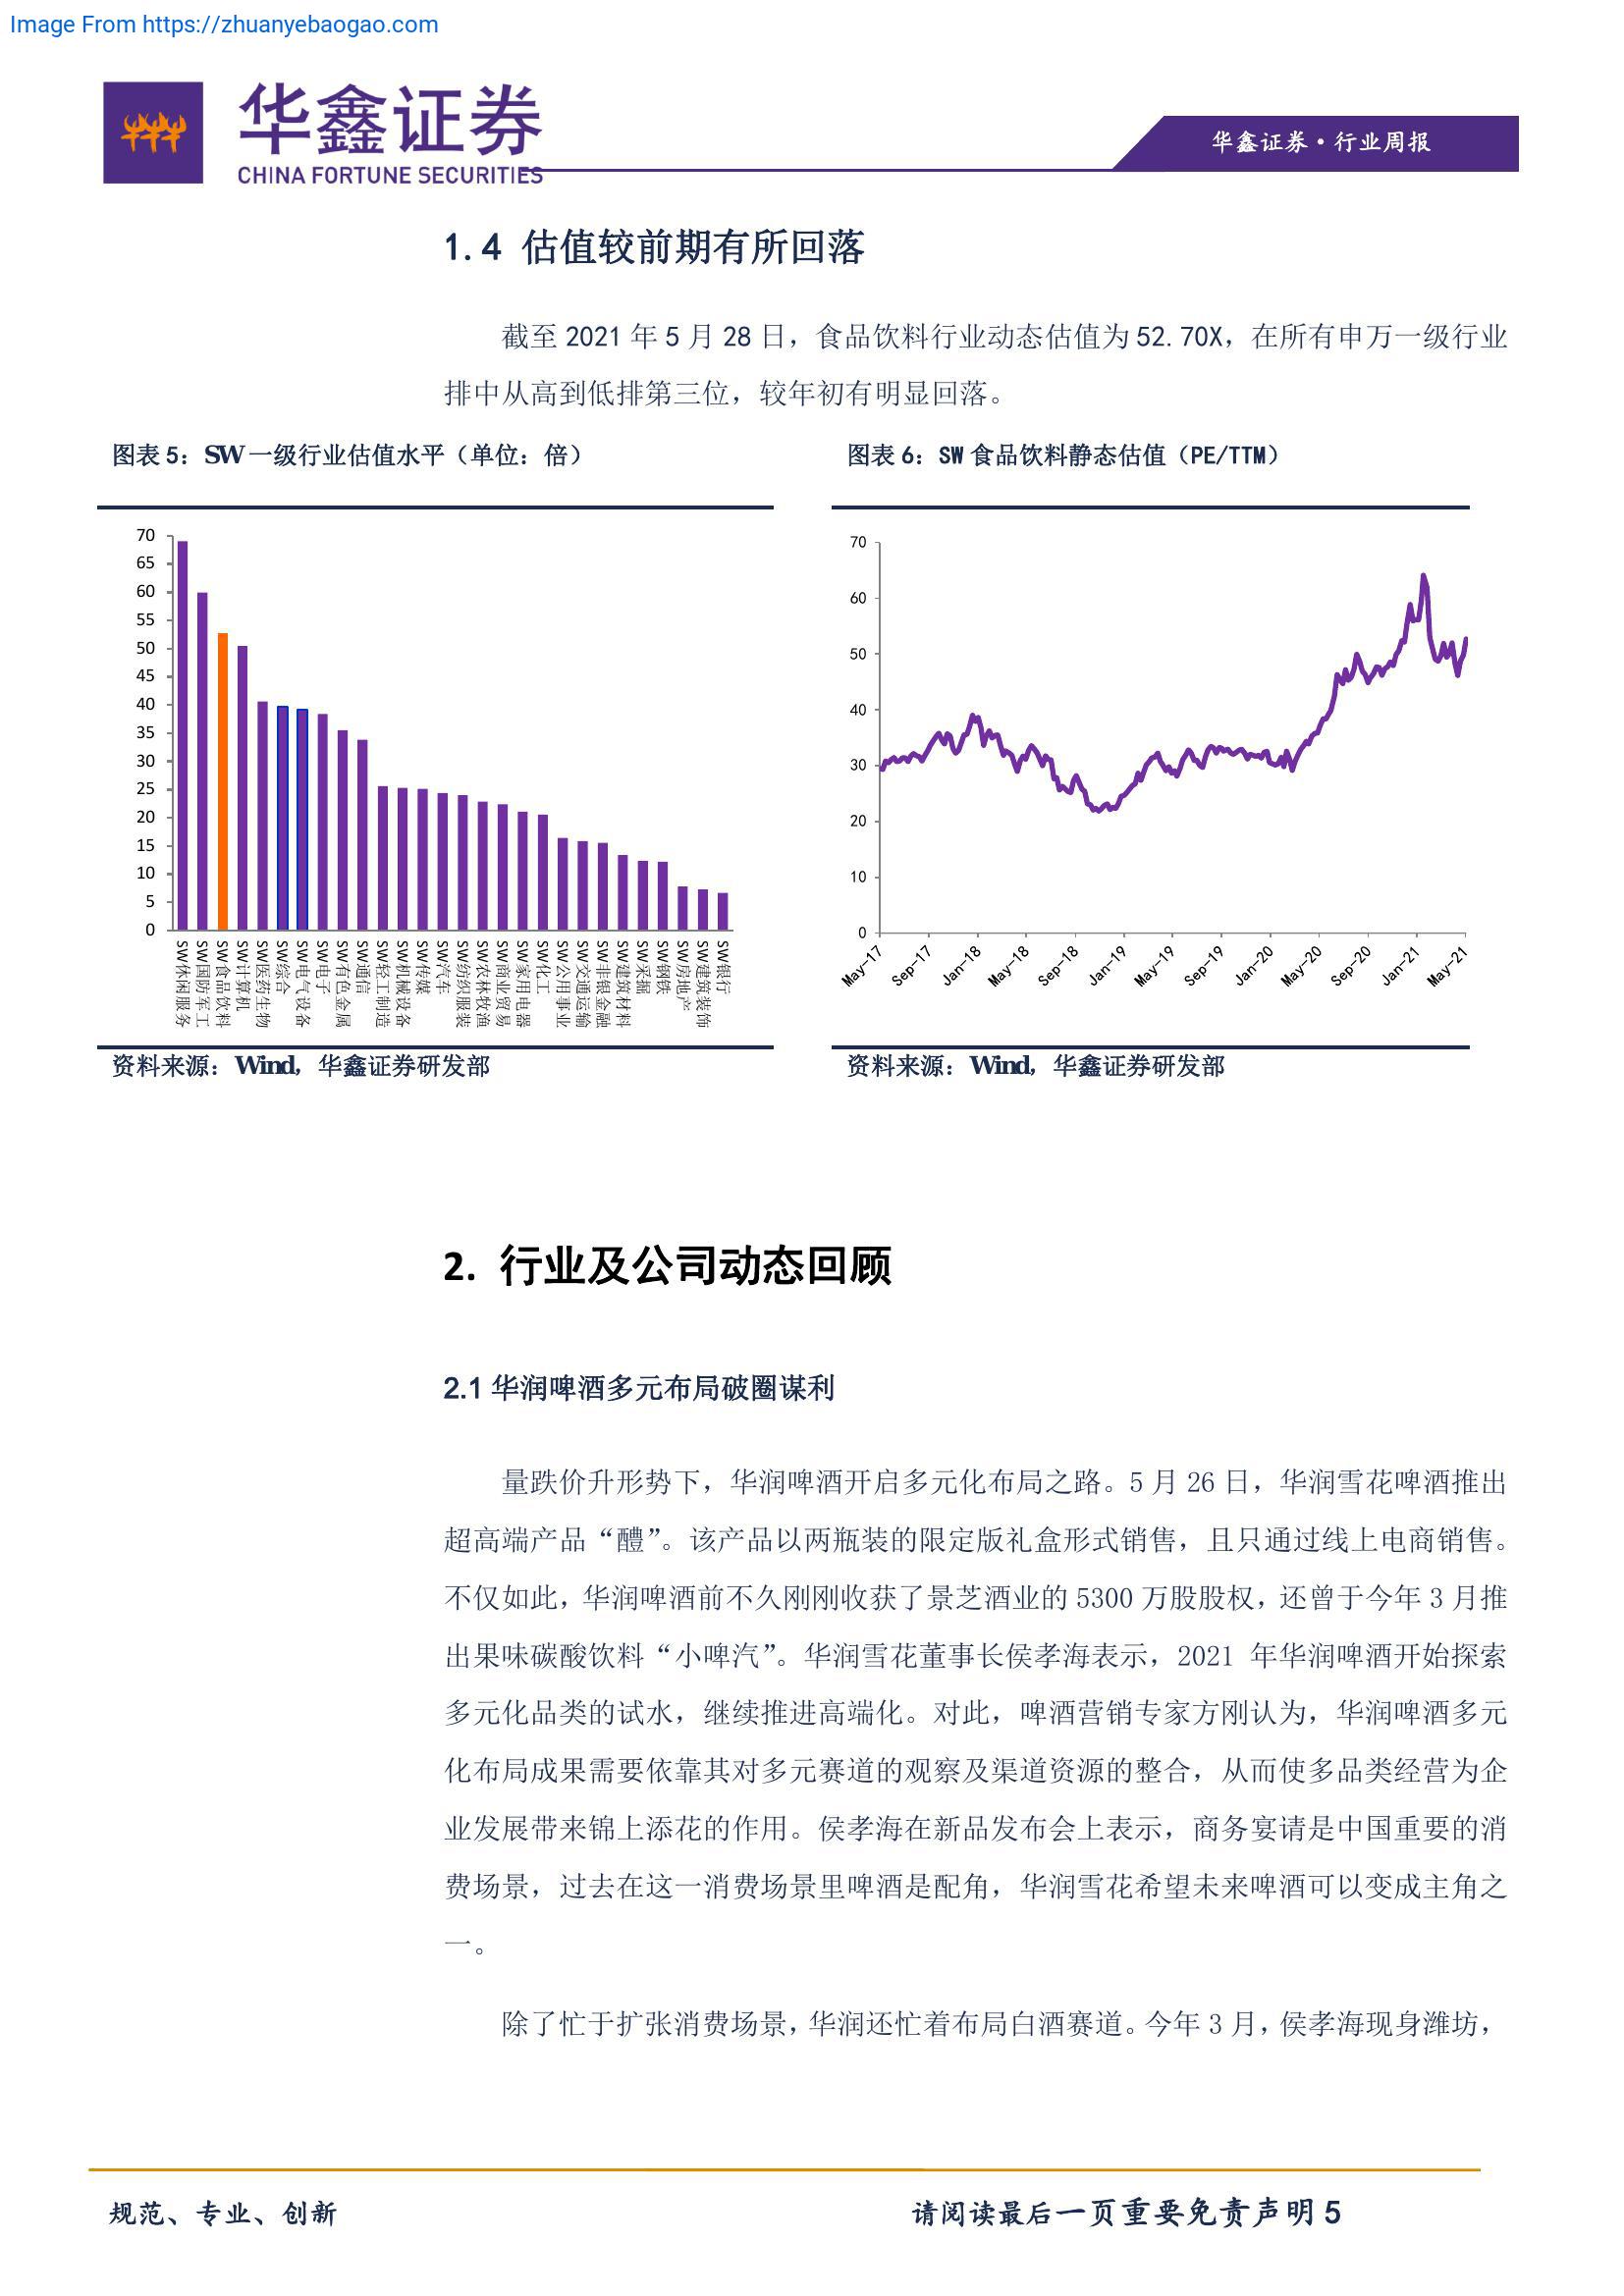 Image From https://zhuanyebaogao.com
华鑫证券
CHINA FORTUNE SECURITIES
华鑫证券·行业周报
1.4 估值较前期有所回落
截至 2021 年 5 月 28 日，食品饮料行业动态估值为 52.70X，在所有申万一级行业
排中从高到低排第三位，较年初有明显回落。
图表 5：SW 一级行业估值水平（单位：倍）
70
65
60
55
50
45
40
35
30
25
20
15
10
5
0
SW休闲服务
SW国防军工
SW食品饮料
SW计算机
SW医药生物
SW综合
SW电气设备
SW电子
SW有色金属
SW通信
SW轻工制造
SW机械设备
SW传媒
SW汽车
SW纺织服装
SW农林牧渔
SW商业贸易
SW家用电器
SW化工
SW公用事业
SW交通运输
SW非银金融
SW建筑材料
SW采掘
SW钢铁
SW房地产
SW建筑装饰
SW银行
资料来源：Wind，华鑫证券研发部
图表 6：SW 食品饮料静态估值（PE/TTM）
70
60
50
40
30
20
10
0
May-17
Sep-17
Jan-18
May-18
Sep-18
Jan-19
May-19
Sep-19
Jan-20
May-20
Sep-20
Jan-21
May-21
资料来源：Wind，华鑫证券研发部
2. 行业及公司动态回顾
2.1 华润啤酒多元布局破圈谋利
量跌价升形势下，华润啤酒开启多元化布局之路。5 月 26 日，华润雪花啤酒推出
超高端产品“醴”。该产品以两瓶装的限定版礼盒形式销售，且只通过线上电商销售。
不仅如此，华润啤酒前不久刚刚收获了景芝酒业的 5300 万股股权，还曾于今年 3 月推
出果味碳酸饮料“小啤汽”。华润雪花董事长侯孝海表示，2021 年华润啤酒开始探索
多元化品类的试水，继续推进高端化。对此，啤酒营销专家方刚认为，华润啤酒多元
化布局成果需要依靠其对多元赛道的观察及渠道资源的整合，从而使多品类经营为企
业发展带来锦上添花的作用。侯孝海在新品发布会上表示，商务宴请是中国重要的消
费场景，过去在这一消费场景里啤酒是配角，华润雪花希望未来啤酒可以变成主角之
一。
除了忙于扩张消费场景，华润还忙着布局白酒赛道。今年 3 月，侯孝海现身潍坊，
规范、专业、创新
请阅读最后一页重要免责声明 5